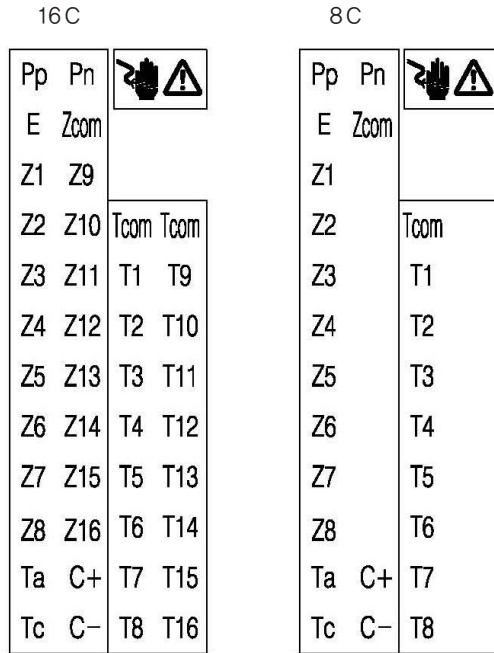 16C
Pp Pn
E Zcom
Z1 Z9
Z2 Z10 Tcom Tcom
Z3 Z11 T1 T9
Z4 Z12 T2 T10
Z5 Z13 T3 T11
Z6 Z14 T4 T12
Z7 Z15 T5 T13
Z8 Z16 T6 T14
Ta C+ T7 T15
Tc C− T8 T16
8C
Pp Pn
E Zcom
Z1
Z2 Tcom
Z3 T1
Z4 T2
Z5 T3
Z6 T4
Z7 T5
Z8 T6
Ta C+ T7
Tc C− T8